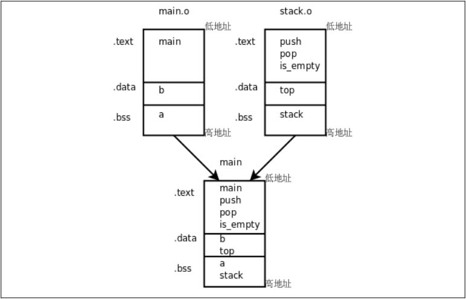 main.o
stack.o
低地址
低地址
.text
main
.text
push
pop
is_empty
.data
b
.data
top
.bss
a
.bss
stack
高地址
高地址
main
低地址
.text
main
push
pop
is_empty
.data
b
top
.bss
a
stack
高地址